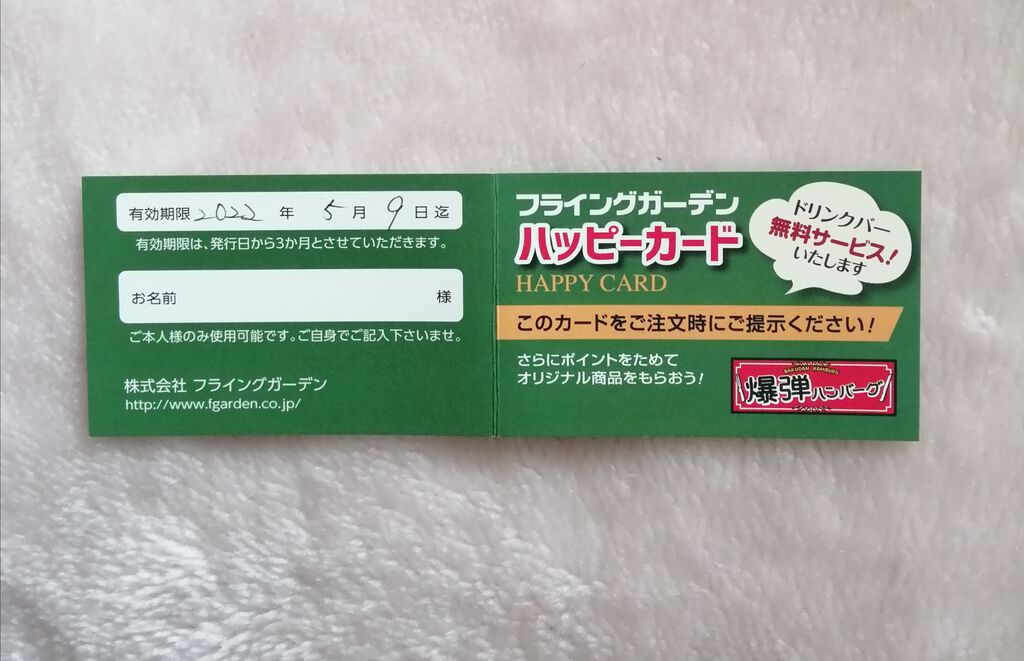 有効期限 2022 年 5 月 9 日迄
有効期限は、発行日から3か月とさせていただきます。
お名前 様
ご本人様のみ使用可能です。ご自身でご記入下さいませ。
株式会社 フライングガーデン
http://www.fgarden.co.jp/
フライングガーデン
ハッピーカード
HAPPY CARD
ドリンクバー
無料サービス!
いたします
このカードをご注文時にご提示ください!
さらにポイントをためて
オリジナル商品をもらおう!
BAKUDAN HAMBURG
爆弾ハンバーグ